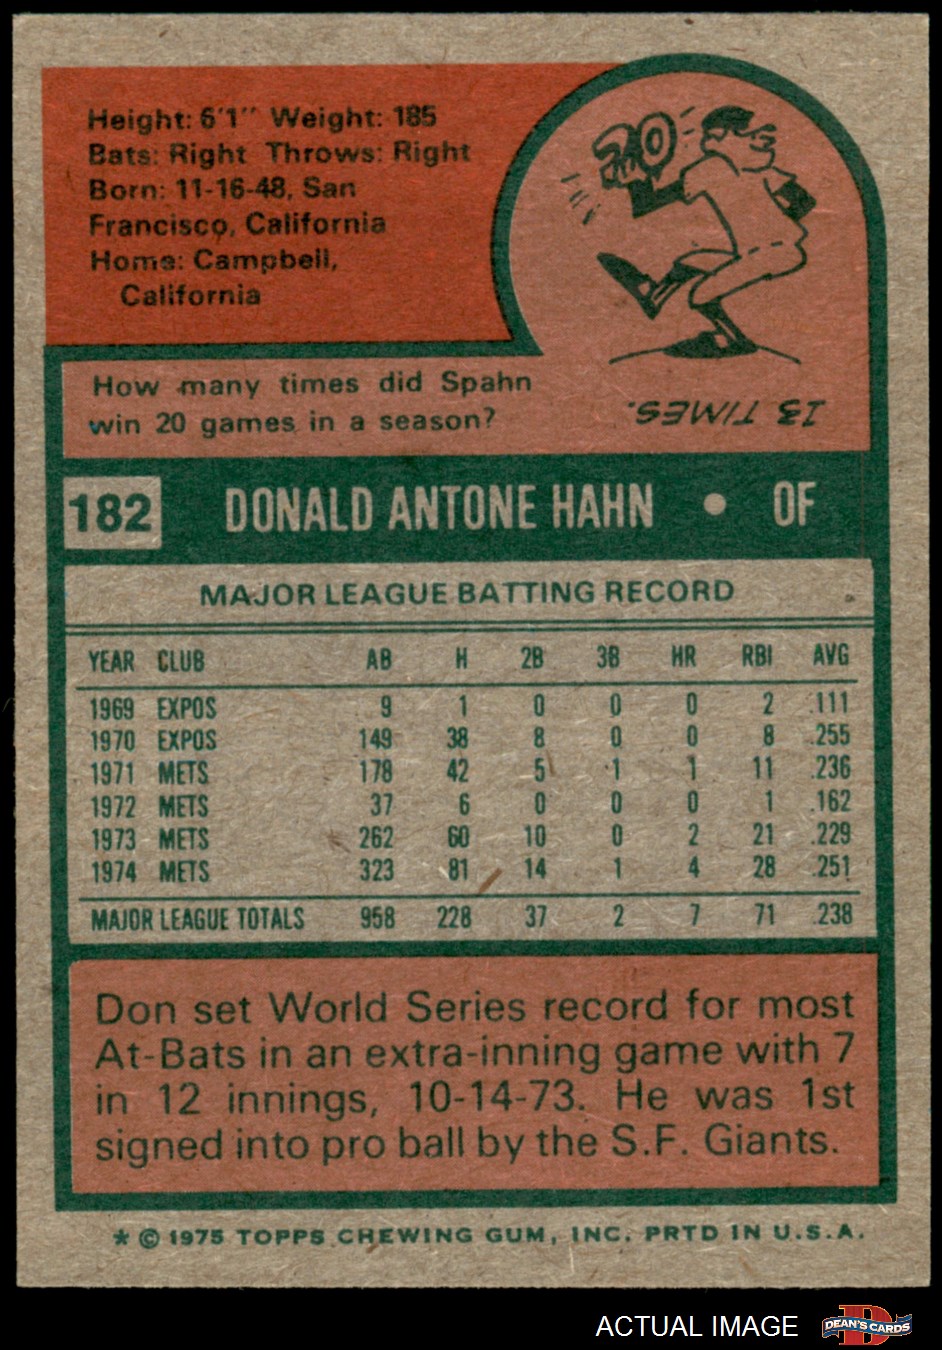 Height: 6'1" Weight: 185
Bats: Right Throws: Right
Born: 11-16-48, San
Francisco, California
Home: Campbell,
California
20
How many times did Spahn
win 20 games in a season?
13 TIMES.
182 DONALD ANTONE HAHN • OF
MAJOR LEAGUE BATTING RECORD
YEAR CLUB AB H 2B 3B HR RBI AVG
1969 EXPOS 9 1 0 0 0 2 .111
1970 EXPOS 149 38 8 0 0 8 .255
1971 METS 178 42 5 1 1 11 .236
1972 METS 37 6 0 0 0 1 .162
1973 METS 262 60 10 0 2 21 .229
1974 METS 323 81 14 1 4 28 .251
MAJOR LEAGUE TOTALS 958 228 37 2 7 71 .238
Don set World Series record for most
At-Bats in an extra-inning game with 7
in 12 innings, 10-14-73. He was 1st
signed into pro ball by the S.F. Giants.
* © 1975 TOPPS CHEWING GUM, INC. PRTD IN U.S.A.
ACTUAL IMAGE
D
DEAN'S CARDS